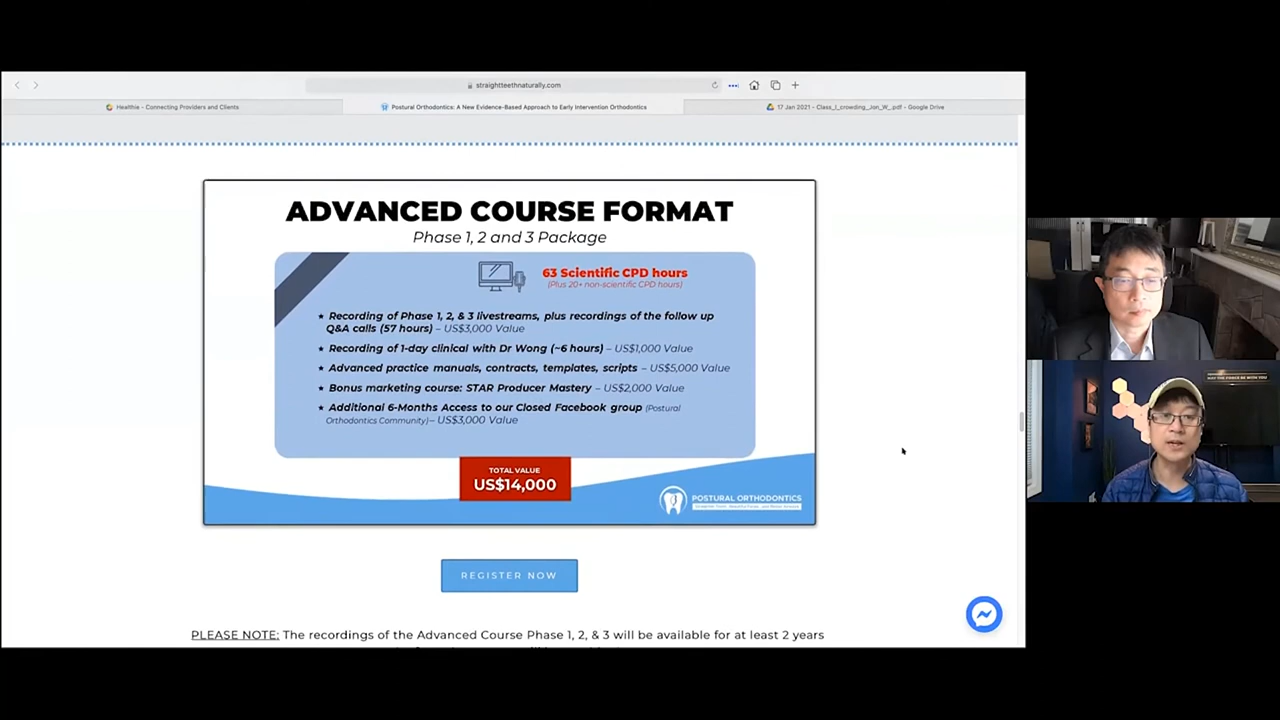 straightteethnaturally.com
Healthie - Connecting Providers and Clients
Postural Orthodontics: A New Evidence-Based Approach to Early Intervention Orthodontics
17 Jan 2021 - Class_I_crowding_Jon_W_.pdf - Google Drive
ADVANCED COURSE FORMAT
Phase 1, 2 and 3 Package
63 Scientific CPD hours
(Plus 20+ non-scientific CPD hours)
★ Recording of Phase 1, 2, & 3 livestreams, plus recordings of the follow up
Q&A calls (57 hours) – US$3,000 Value
★ Recording of 1-day clinical with Dr Wong (~6 hours) – US$1,000 Value
★ Advanced practice manuals, contracts, templates, scripts – US$5,000 Value
★ Bonus marketing course: STAR Producer Mastery – US$2,000 Value
★ Additional 6-Months Access to our Closed Facebook group (Postural
Orthodontics Community)– US$3,000 Value
TOTAL VALUE
US$14,000
POSTURAL ORTHODONTICS
REGISTER NOW
PLEASE NOTE: The recordings of the Advanced Course Phase 1, 2, & 3 will be available for at least 2 years